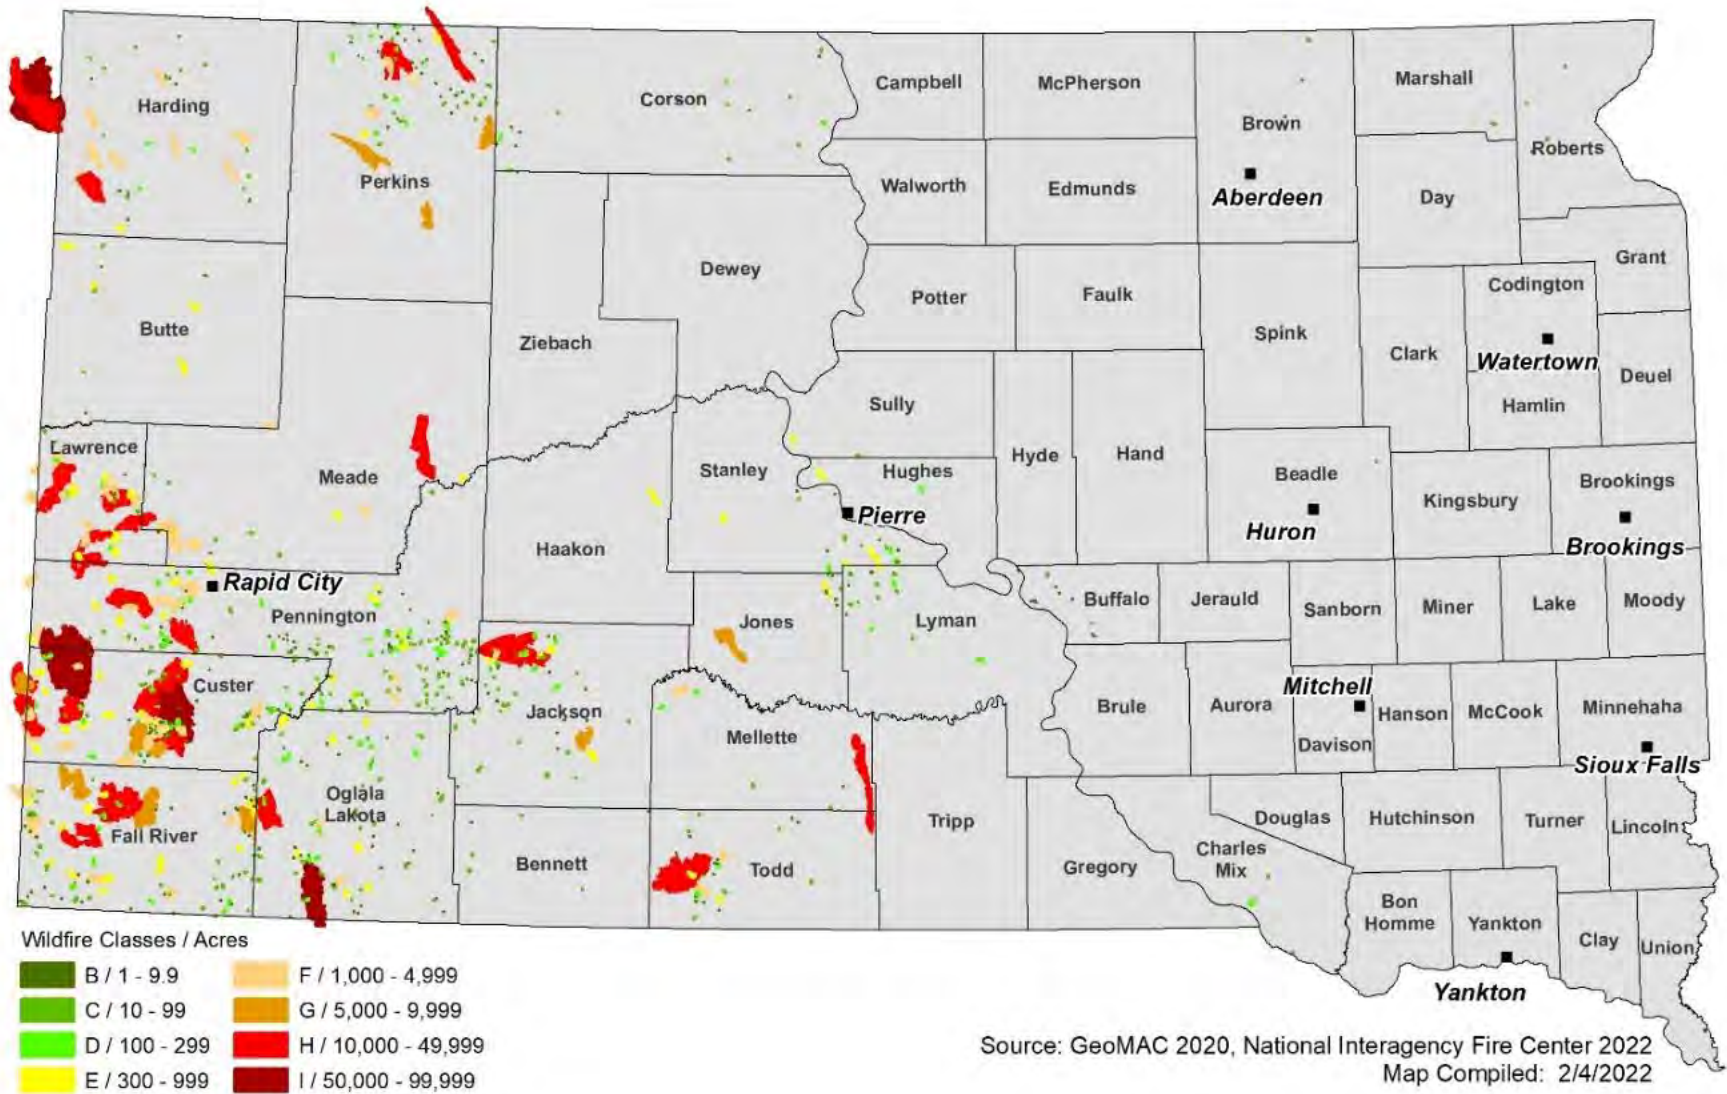 Harding
Perkins
Corson
Campbell
McPherson
Brown
Marshall
Roberts
Walworth
Edmunds
Aberdeen
Day
Grant
Butte
Dewey
Ziebach
Potter
Faulk
Spink
Clark
Codington
Watertown
Hamlin
Deuel
Lawrence
Meade
Stanley
Sully
Hughes
Hyde
Hand
Beadle
Huron
Kingsbury
Brookings
Brookings
Pierre
Haakon
Rapid City
Pennington
Jones
Lyman
Buffalo
Jerauld
Sanborn
Miner
Lake
Moody
Custer
Jackson
Mellette
Brule
Aurora
Mitchell
Davison
Hanson
McCook
Minnehaha
Sioux Falls
Fall River
Oglala
Lakota
Bennett
Todd
Tripp
Gregory
Charles
Mix
Douglas
Hutchinson
Turner
Lincoln
Bon
Homme
Yankton
Yankton
Clay
Union
Wildfire Classes / Acres
B / 1 - 9.9
C / 10 - 99
D / 100 - 299
E / 300 - 999
F / 1,000 - 4,999
G / 5,000 - 9,999
H / 10,000 - 49,999
I / 50,000 - 99,999
Source: GeoMAC 2020, National Interagency Fire Center 2022
Map Compiled: 2/4/2022